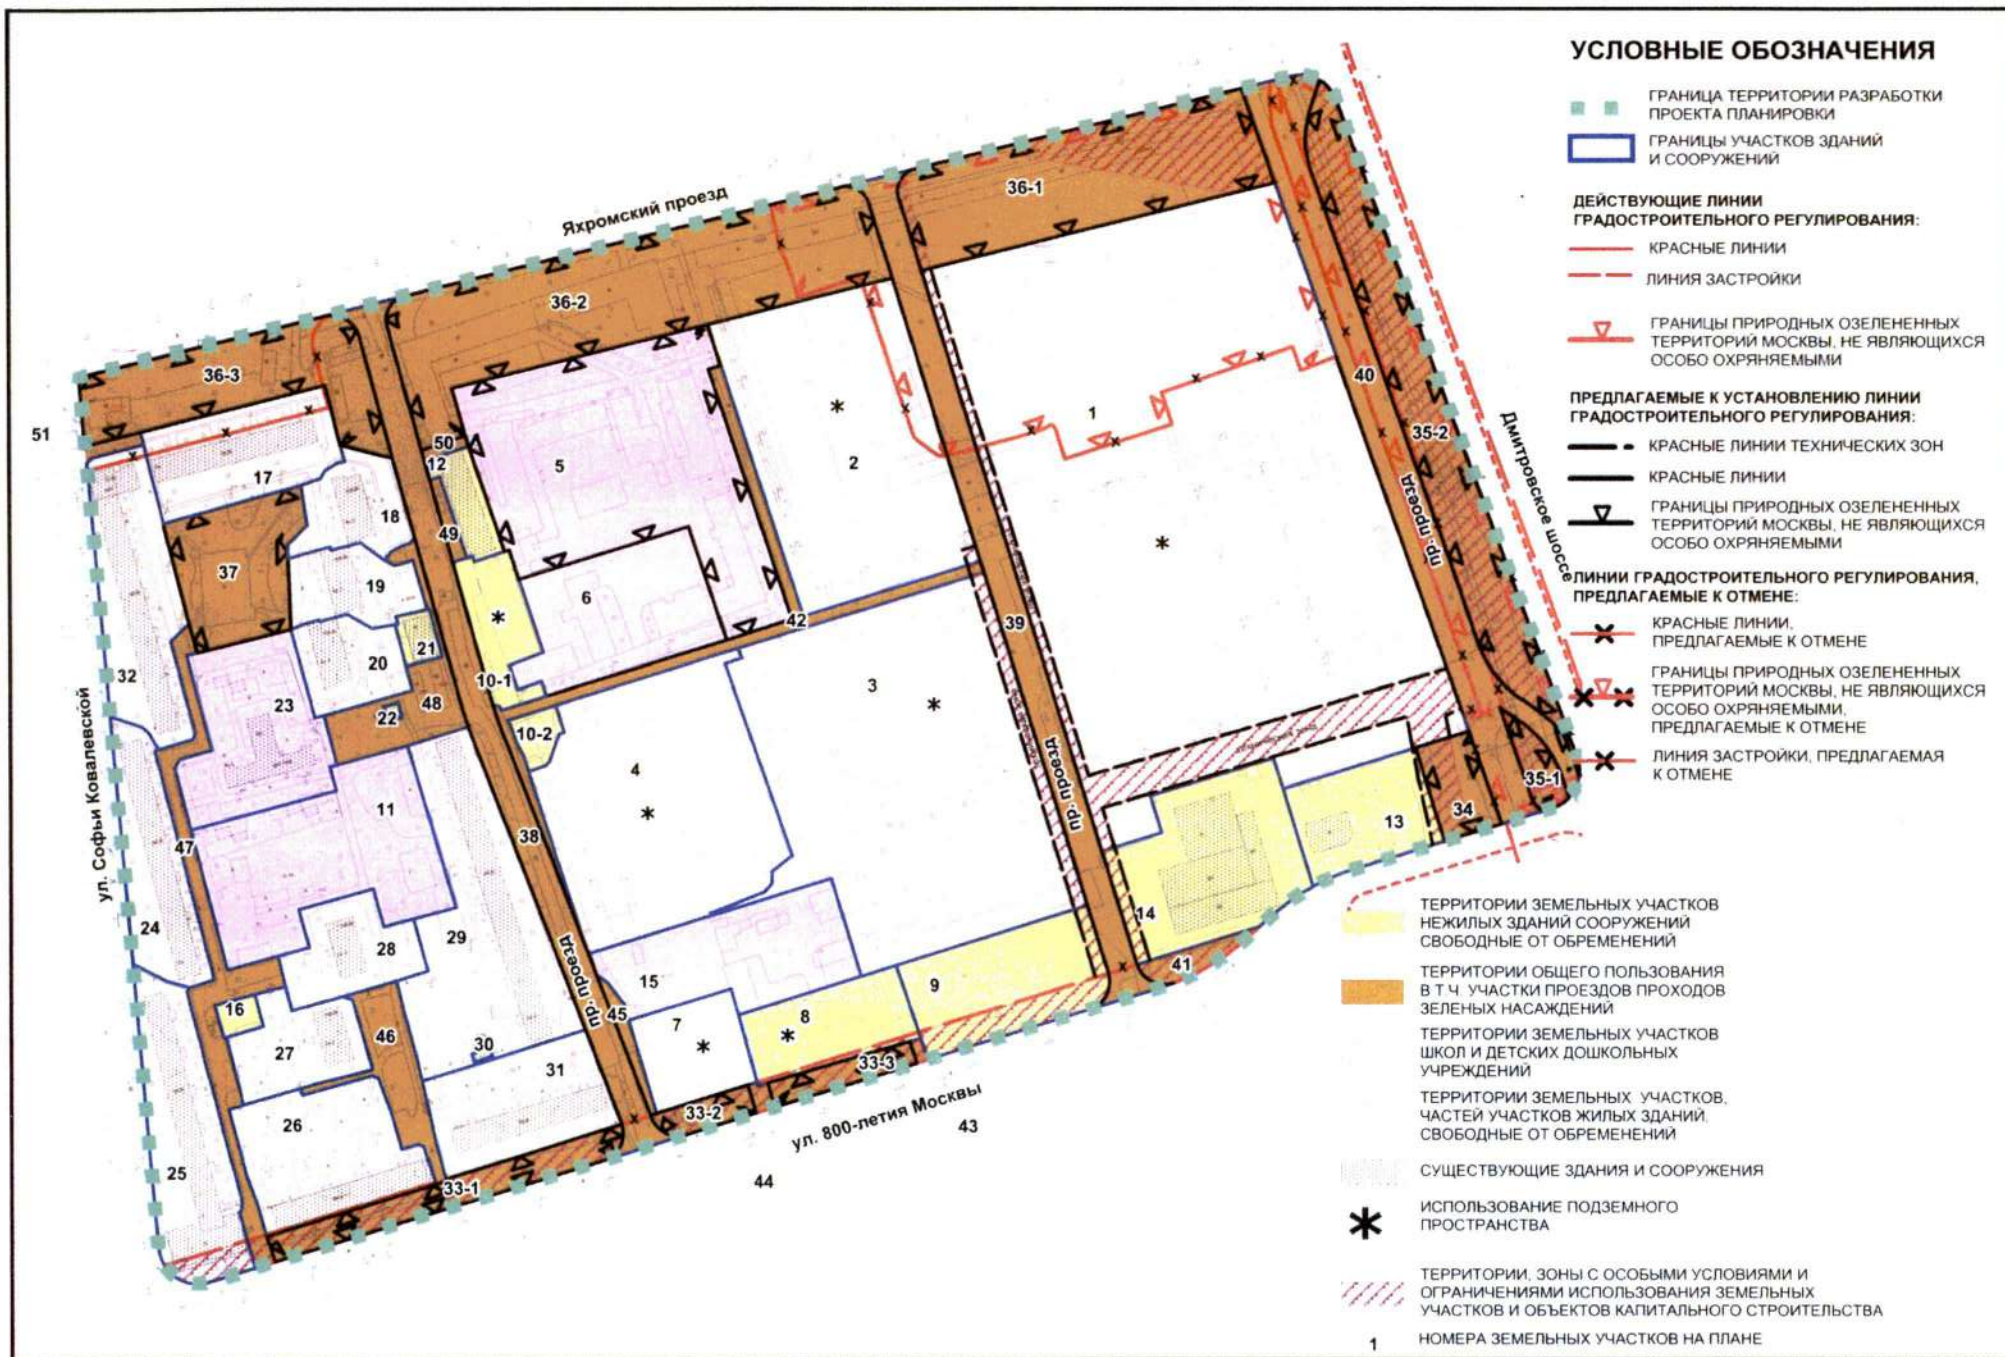 УСЛОВНЫЕ ОБОЗНАЧЕНИЯ
ГРАНИЦА ТЕРРИТОРИИ РАЗРАБОТКИ
ПРОЕКТА ПЛАНИРОВКИ
ГРАНИЦЫ УЧАСТКОВ ЗДАНИЙ
И СООРУЖЕНИЙ
ДЕЙСТВУЮЩИЕ ЛИНИИ
ГРАДОСТРОИТЕЛЬНОГО РЕГУЛИРОВАНИЯ:
КРАСНЫЕ ЛИНИИ
ЛИНИЯ ЗАСТРОЙКИ
ГРАНИЦЫ ПРИРОДНЫХ ОЗЕЛЕНЕННЫХ
ТЕРРИТОРИЙ МОСКВЫ, НЕ ЯВЛЯЮЩИХСЯ
ОСОБО ОХРЯНЯЕМЫМИ
ПРЕДЛАГАЕМЫЕ К УСТАНОВЛЕНИЮ ЛИНИИ
ГРАДОСТРОИТЕЛЬНОГО РЕГУЛИРОВАНИЯ:
КРАСНЫЕ ЛИНИИ ТЕХНИЧЕСКИХ ЗОН
КРАСНЫЕ ЛИНИИ
ГРАНИЦЫ ПРИРОДНЫХ ОЗЕЛЕНЕННЫХ
ТЕРРИТОРИЙ МОСКВЫ, НЕ ЯВЛЯЮЩИХСЯ
ОСОБО ОХРЯНЯЕМЫМИ
ЛИНИИ ГРАДОСТРОИТЕЛЬНОГО РЕГУЛИРОВАНИЯ,
ПРЕДЛАГАЕМЫЕ К ОТМЕНЕ:
КРАСНЫЕ ЛИНИИ,
ПРЕДЛАГАЕМЫЕ К ОТМЕНЕ
ГРАНИЦЫ ПРИРОДНЫХ ОЗЕЛЕНЕННЫХ
ТЕРРИТОРИЙ МОСКВЫ, НЕ ЯВЛЯЮЩИХСЯ
ОСОБО ОХРЯНЯЕМЫМИ,
ПРЕДЛАГАЕМЫЕ К ОТМЕНЕ
ЛИНИЯ ЗАСТРОЙКИ, ПРЕДЛАГАЕМАЯ
К ОТМЕНЕ
ТЕРРИТОРИИ ЗЕМЕЛЬНЫХ УЧАСТКОВ
НЕЖИЛЫХ ЗДАНИЙ СООРУЖЕНИЙ
СВОБОДНЫЕ ОТ ОБРЕМЕНЕНИЙ
ТЕРРИТОРИИ ОБЩЕГО ПОЛЬЗОВАНИЯ
В Т.Ч. УЧАСТКИ ПРОЕЗДОВ ПРОХОДОВ
ЗЕЛЕНЫХ НАСАЖДЕНИЙ
ТЕРРИТОРИИ ЗЕМЕЛЬНЫХ УЧАСТКОВ
ШКОЛ И ДЕТСКИХ ДОШКОЛЬНЫХ
УЧРЕЖДЕНИЙ
ТЕРРИТОРИИ ЗЕМЕЛЬНЫХ УЧАСТКОВ,
ЧАСТЕЙ УЧАСТКОВ ЖИЛЫХ ЗДАНИЙ,
СВОБОДНЫЕ ОТ ОБРЕМЕНЕНИЙ
СУЩЕСТВУЮЩИЕ ЗДАНИЯ И СООРУЖЕНИЯ
ИСПОЛЬЗОВАНИЕ ПОДЗЕМНОГО
ПРОСТРАНСТВА
ТЕРРИТОРИИ, ЗОНЫ С ОСОБЫМИ УСЛОВИЯМИ И
ОГРАНИЧЕНИЯМИ ИСПОЛЬЗОВАНИЯ ЗЕМЕЛЬНЫХ
УЧАСТКОВ И ОБЪЕКТОВ КАПИТАЛЬНОГО СТРОИТЕЛЬСТВА
1 НОМЕРА ЗЕМЕЛЬНЫХ УЧАСТКОВ НА ПЛАНЕ
Яхромский проезд
Дмитровское шоссе
ул. Софьи Ковалевской
ул. 800-летия Москвы
пр. проезд
пр. проезд
пр. проезд
36-1
36-2
36-3
51
40
35-2
1
2
5
50
12
17
18
49
37
19
6
42
39
21
20
32
23
10-1
48
22
3
10-2
4
11
38
47
35-1
34
13
14
24
28
29
41
15
9
16
45
7
8
27
46
30
31
33-3
33-2
26
43
25
33-1
44